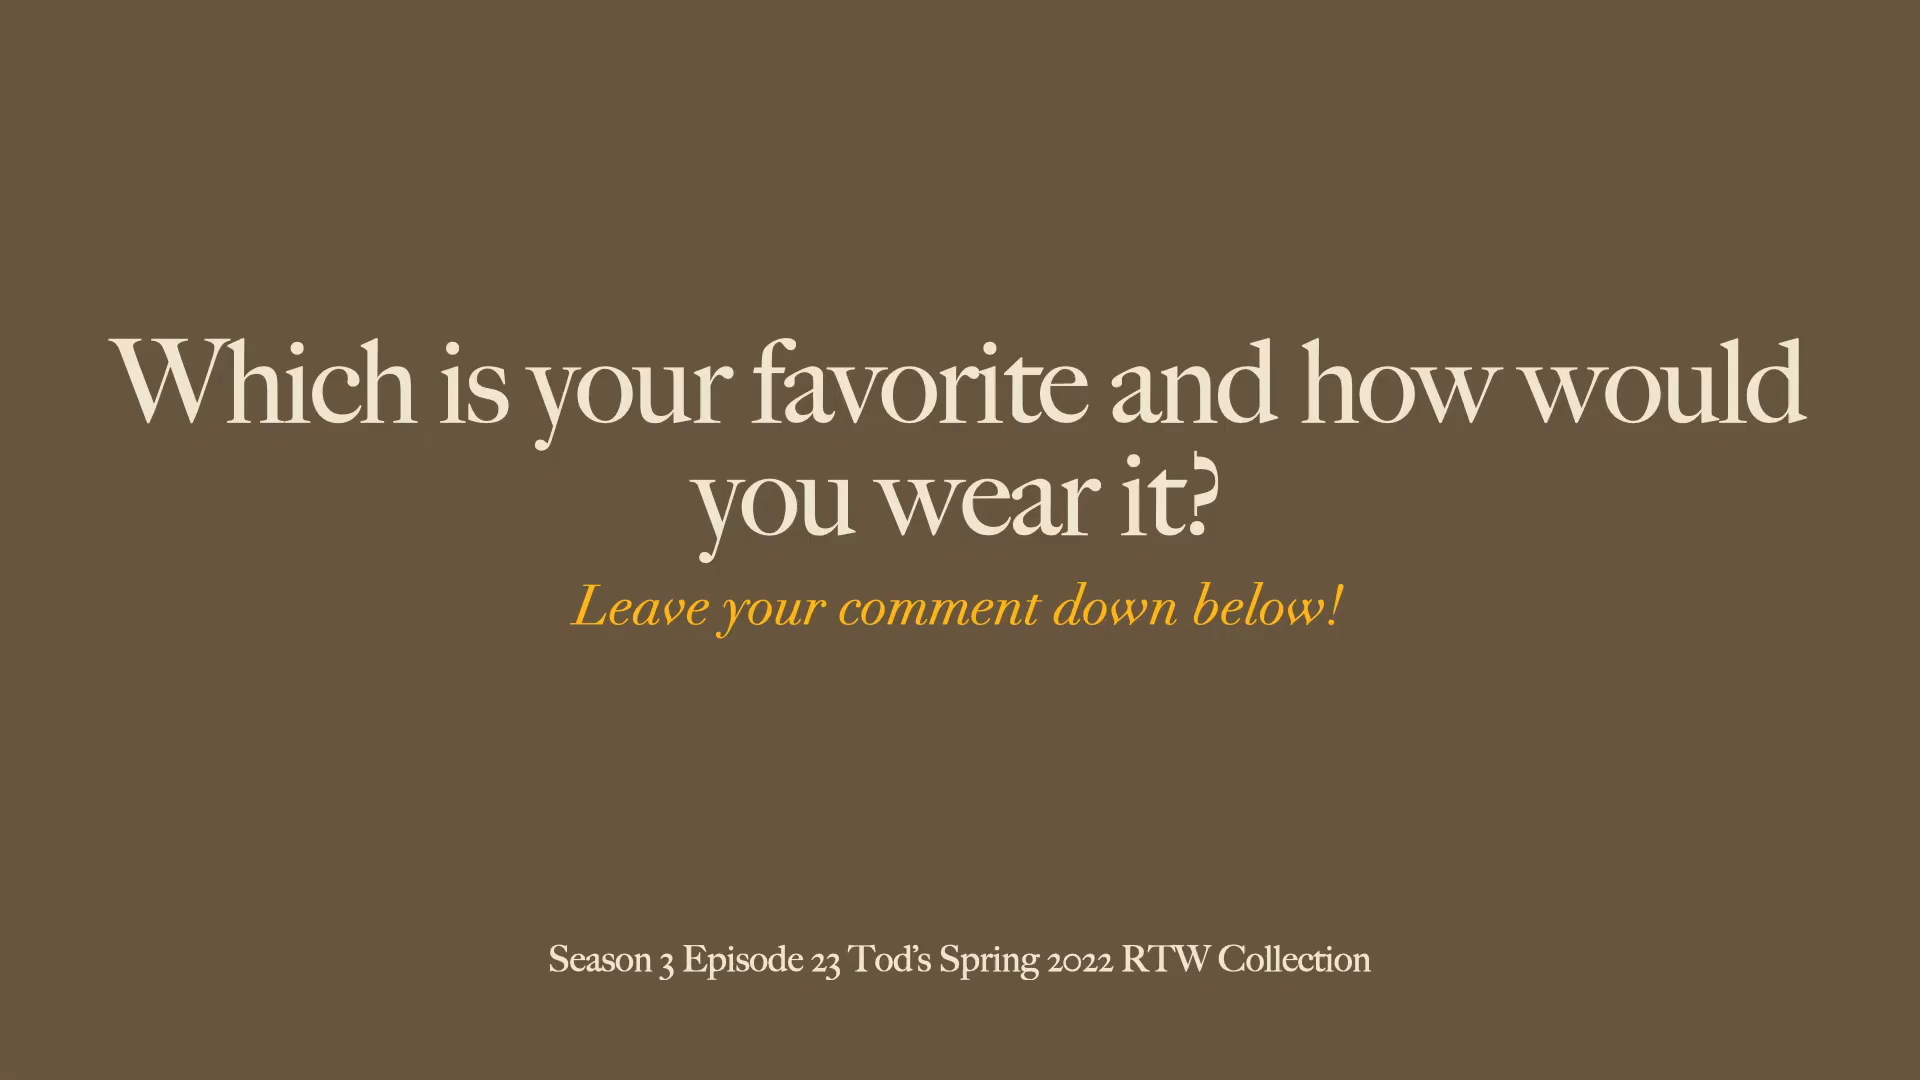 Which is your favorite and how would
you wear it?
Leave your comment down below!
Season 3 Episode 23 Tod’s Spring 2022 RTW Collection